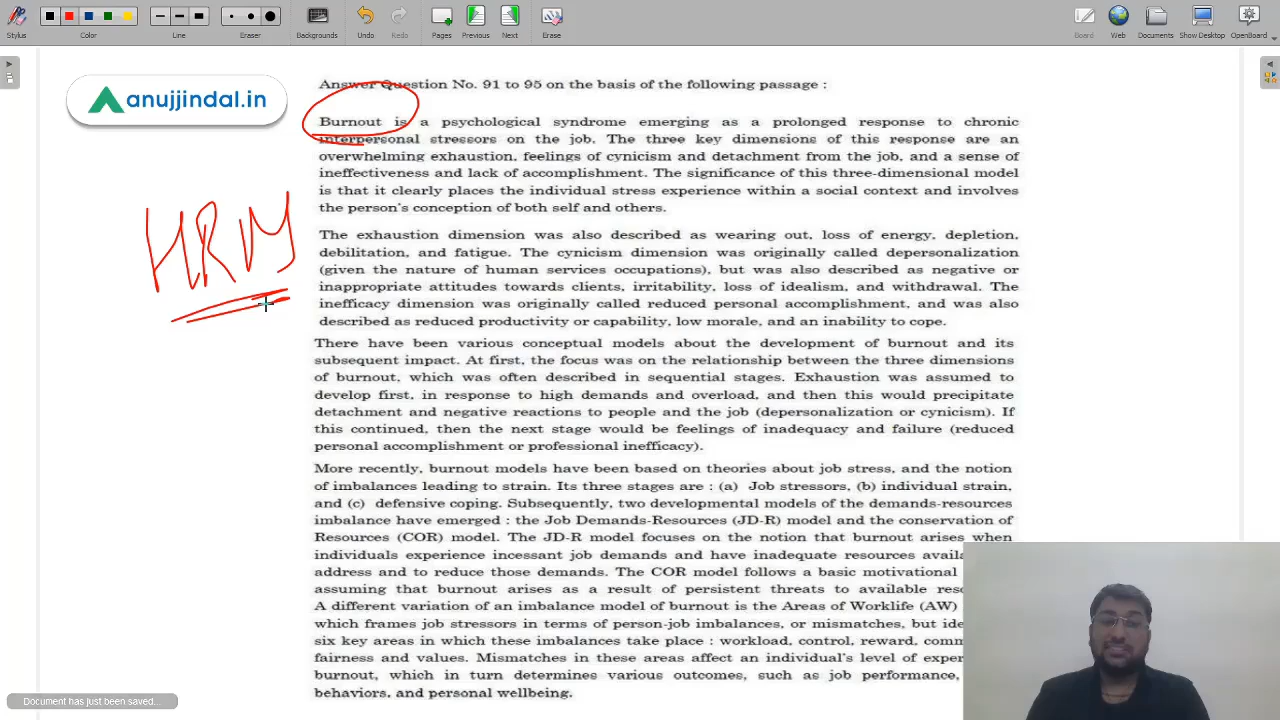 Stylus
Color
Line
Eraser
Backgrounds
Undo
Redo
Pages
Previous
Next
Erase
Board
Web
Documents
Show Desktop
OpenBoard
anujjindal.in
HRM
Answer Question No. 91 to 95 on the basis of the following passage :
Burnout is a psychological syndrome emerging as a prolonged response to chronic
interpersonal stressors on the job. The three key dimensions of this response are an
overwhelming exhaustion, feelings of cynicism and detachment from the job, and a sense of
ineffectiveness and lack of accomplishment. The significance of this three-dimensional model
is that it clearly places the individual stress experience within a social context and involves
the person's conception of both self and others.
The exhaustion dimension was also described as wearing out, loss of energy, depletion,
debilitation, and fatigue. The cynicism dimension was originally called depersonalization
(given the nature of human services occupations), but was also described as negative or
inappropriate attitudes towards clients, irritability, loss of idealism, and withdrawal. The
inefficacy dimension was originally called reduced personal accomplishment, and was also
described as reduced productivity or capability, low morale, and an inability to cope.
There have been various conceptual models about the development of burnout and its
subsequent impact. At first, the focus was on the relationship between the three dimensions
of burnout, which was often described in sequential stages. Exhaustion was assumed to
develop first, in response to high demands and overload, and then this would precipitate
detachment and negative reactions to people and the job (depersonalization or cynicism). If
this continued, then the next stage would be feelings of inadequacy and failure (reduced
personal accomplishment or professional inefficacy).
More recently, burnout models have been based on theories about job stress, and the notion
of imbalances leading to strain. Its three stages are : (a) Job stressors, (b) individual strain,
and (c) defensive coping. Subsequently, two developmental models of the demands-resources
imbalance have emerged : the Job Demands-Resources (JD-R) model and the conservation of
Resources (COR) model. The JD-R model focuses on the notion that burnout arises when
individuals experience incessant job demands and have inadequate resources
address and to reduce those demands. The COR model follows a basic motivational
assuming that burnout arises as a result of persistent threats to available
A different variation of an imbalance model of burnout is the Areas of Worklife (AW)
which frames job stressors in terms of person-job imbalances, or mismatches, but
six key areas in which these imbalances take place : workload, control, reward,
fairness and values. Mismatches in these areas affect an individual's level of
burnout, which in turn determines various outcomes, such as job performance,
behaviors, and personal wellbeing.
Document has just been saved...